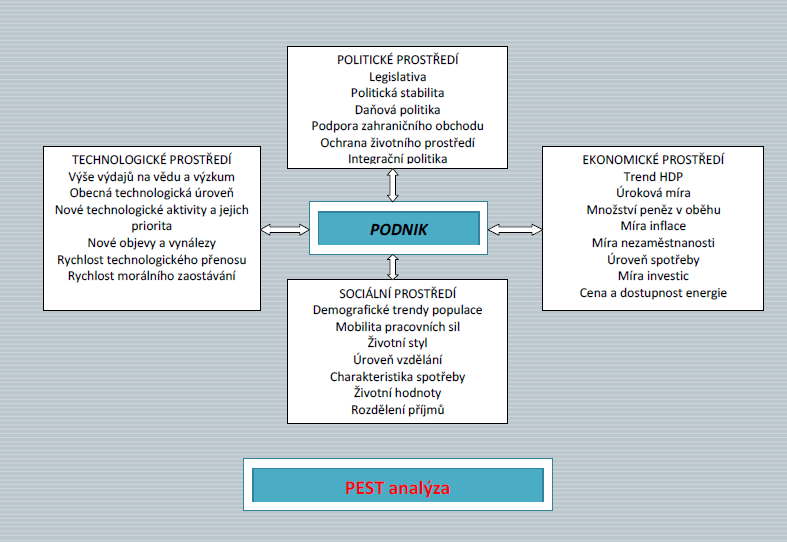 POLITICKÉ PROSTŘEDÍ
Legislativa
Politická stabilita
Daňová politika
Podpora zahraničního obchodu
Ochrana životního prostředí
Integrační politika
TECHNOLOGICKÉ PROSTŘEDÍ
Výše výdajů na vědu a výzkum
Obecná technologická úroveň
Nové technologické aktivity a jejich
priorita
Nové objevy a vynálezy
Rychlost technologického přenosu
Rychlost morálního zaostávání
PODNIK
EKONOMICKÉ PROSTŘEDÍ
Trend HDP
Úroková míra
Množství peněz v oběhu
Míra inflace
Míra nezaměstnanosti
Úroveň spotřeby
Míra investic
Cena a dostupnost energie
SOCIÁLNÍ PROSTŘEDÍ
Demografické trendy populace
Mobilita pracovních sil
Životní styl
Úroveň vzdělání
Charakteristika spotřeby
Životní hodnoty
Rozdělení příjmů
PEST analýza